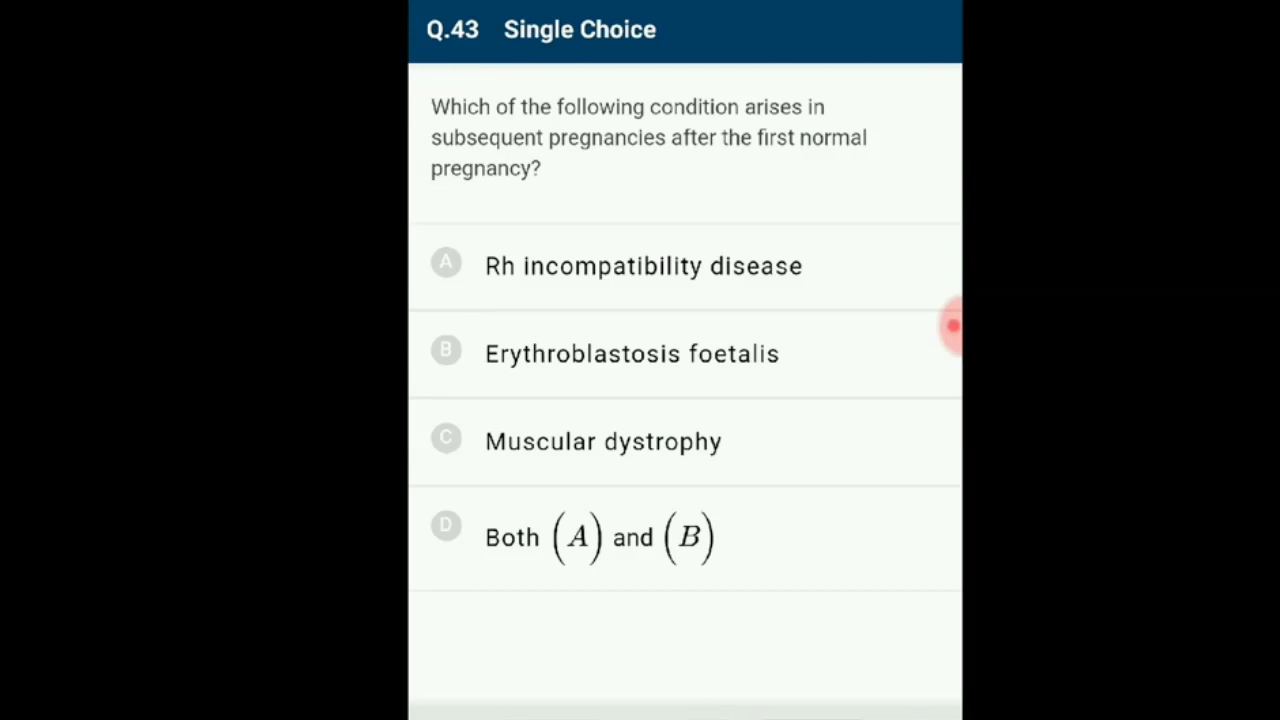 Q.43 Single Choice
Which of the following condition arises in
subsequent pregnancies after the first normal
pregnancy?
A Rh incompatibility disease
B Erythroblastosis foetalis
C Muscular dystrophy
D Both (A) and (B)